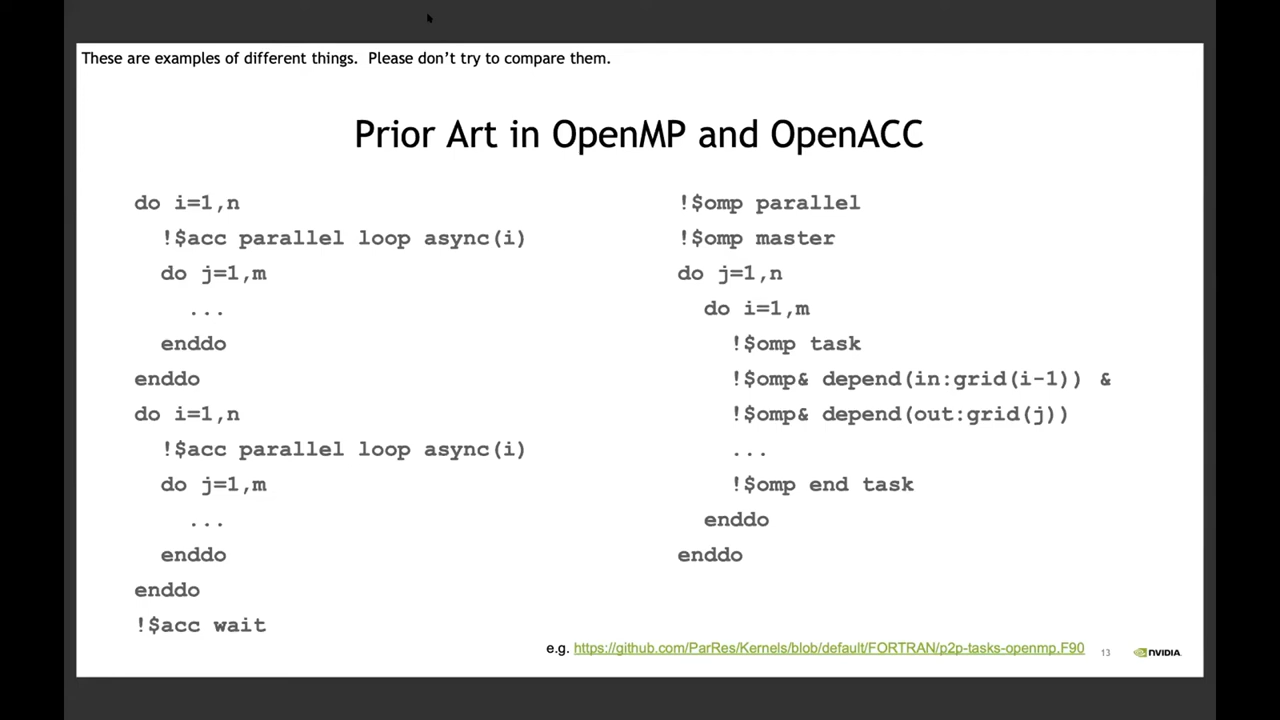 These are examples of different things. Please don't try to compare them.
Prior Art in OpenMP and OpenACC
do i=1,n
  !$acc parallel loop async(i)
  do j=1,m
    ...
  enddo
enddo
do i=1,n
  !$acc parallel loop async(i)
  do j=1,m
    ...
  enddo
enddo
!$acc wait
!$omp parallel
!$omp master
do j=1,n
  do i=1,m
    !$omp task
    !$omp& depend(in:grid(i-1)) &
    !$omp& depend(out:grid(j))
    ...
    !$omp end task
  enddo
enddo
e.g. https://github.com/ParRes/Kernels/blob/default/FORTRAN/p2p-tasks-openmp.F90
13
NVIDIA.